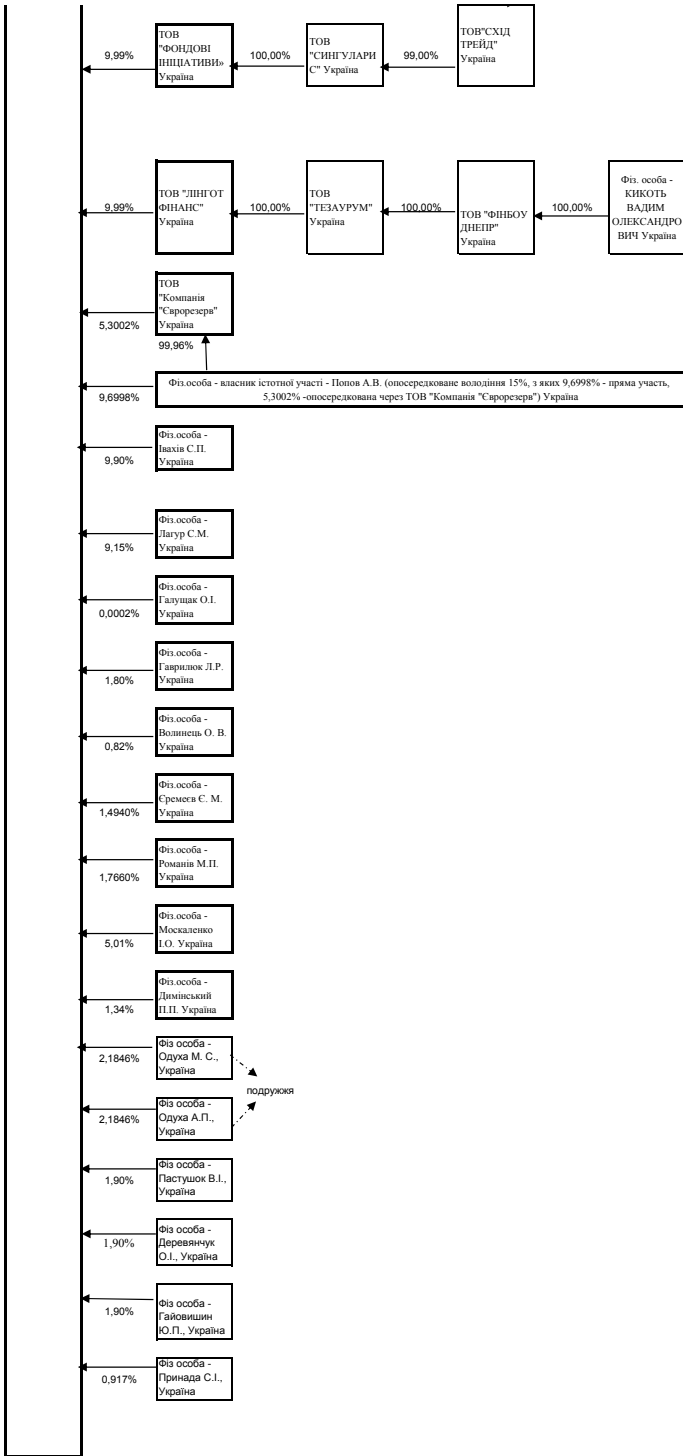 ТОВ
"ФОНДОВІ
ІНІЦІАТИВИ»
Україна
9,99%
100,00%
ТОВ
"СИНГУЛАРИ
С" Україна
99,00%
ТОВ"СХІД
ТРЕЙД"
Україна
9,99%
ТОВ "ЛІНГОТ
ФІНАНС"
Україна
100,00%
ТОВ
"ТЕЗАУРУМ"
Україна
100,00%
ТОВ "ФІНБОУ
ДНЕПР"
Україна
100,00%
Фіз. особа -
КИКОТЬ
ВАДИМ
ОЛЕКСАНДРО
ВИЧ Україна
ТОВ
"Компанія
"Єврорезерв"
Україна
5,3002%
99,96%
9,6998%
Фіз.особа - власник істотної участі - Попов А.В. (опосередковане володіння 15%, з яких 9,6998% - пряма участь,
5,3002% -опосередкована через ТОВ "Компанія "Єврорезерв") Україна
Фіз.особа -
Івахів С.П.
Україна
9,90%
Фіз.особа -
Лагур С.М.
Україна
9,15%
Фіз.особа -
Галущак О.І.
Україна
0,0002%
Фіз.особа -
Гаврилюк Л.Р.
Україна
1,80%
Фіз.особа -
Волинець О. В.
Україна
0,82%
Фіз.особа -
Єремеєв Є. М.
Україна
1,4940%
Фіз.особа -
Романів М.П.
Україна
1,7660%
Фіз.особа -
Москаленко
І.О. Україна
5,01%
Фіз.особа -
Димінський
П.П. Україна
1,34%
Фіз особа -
Одуха М. С.,
Україна
2,1846%
подружжя
Фіз особа -
Одуха А.П.,
Україна
2,1846%
Фіз особа -
Пастушок В.І.,
Україна
1,90%
Фіз особа -
Деревянчук
О.І., Україна
1,90%
Фіз особа -
Гайовишин
Ю.П., Україна
1,90%
Фіз особа -
Принада С.І.,
Україна
0,917%